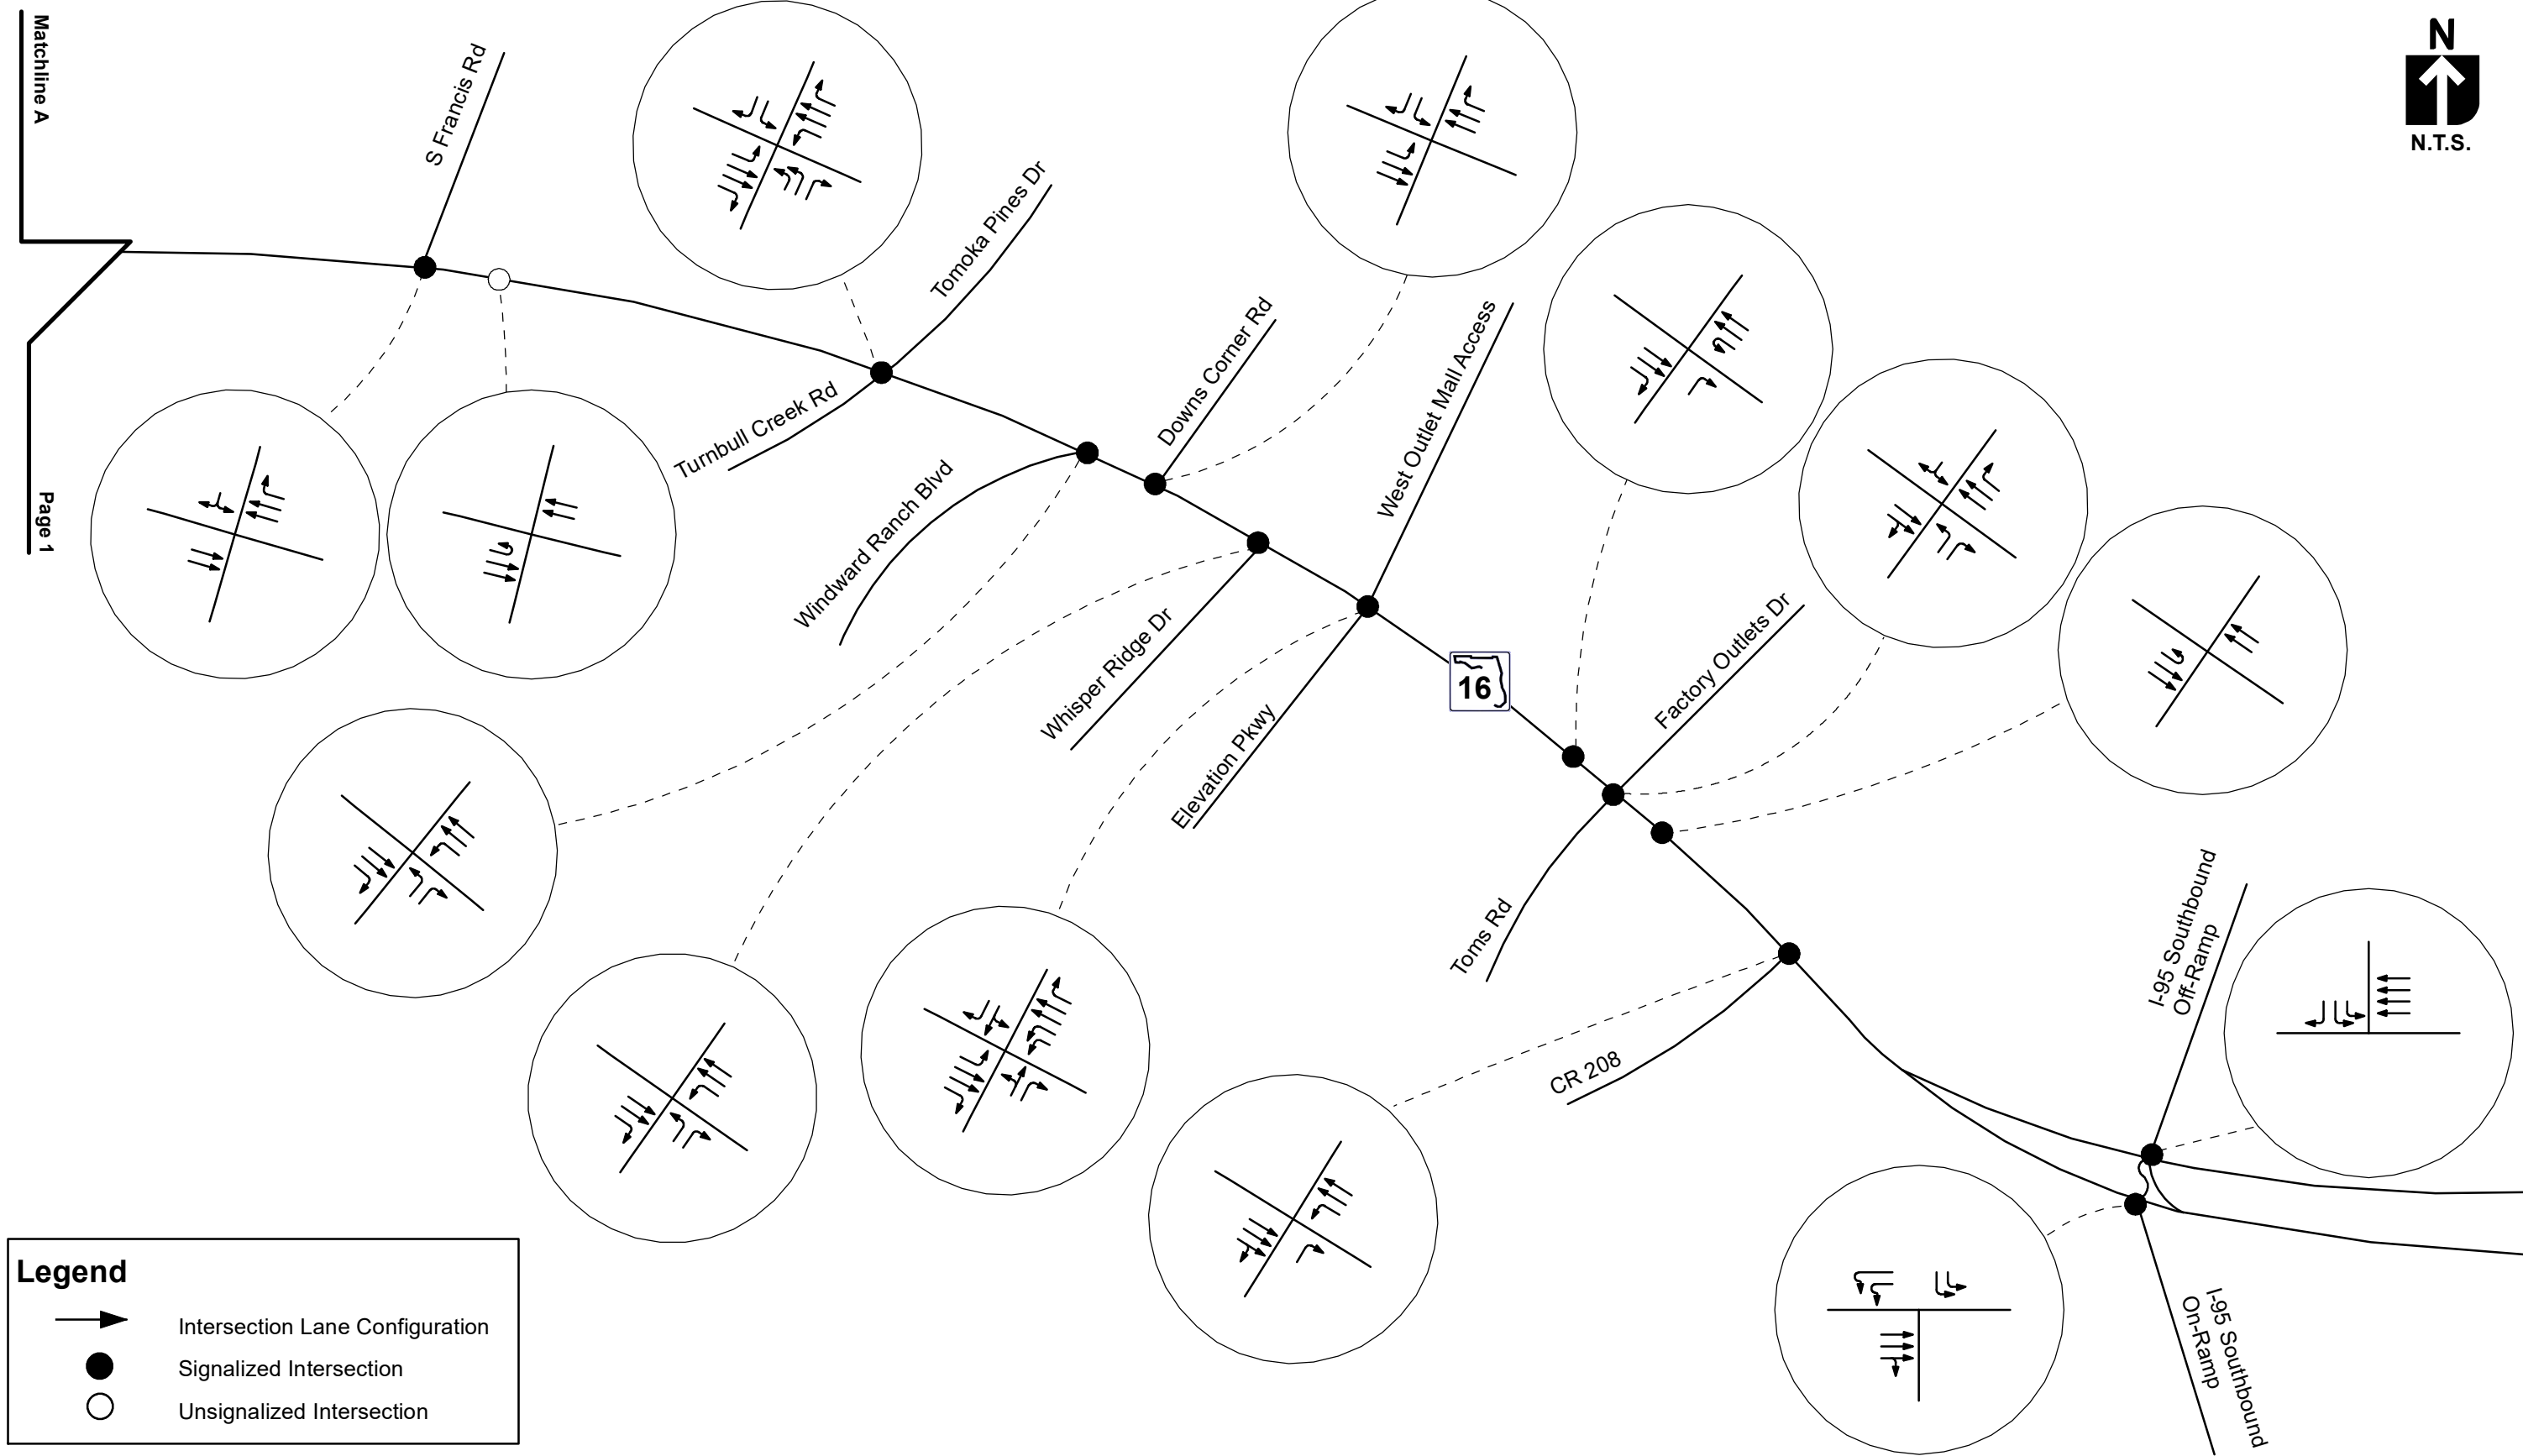 Matchline A
Page 1
S Francis Rd
Tomoka Pines Dr
Turnbull Creek Rd
Windward Ranch Blvd
Downs Corner Rd
Whisper Ridge Dr
West Outlet Mall Access
Elevation Pkwy
16
Factory Outlets Dr
Toms Rd
CR 208
I-95 Southbound
Off-Ramp
I-95 Southbound
On-Ramp
N
N.T.S.
Legend
Intersection Lane Configuration
Signalized Intersection
Unsignalized Intersection